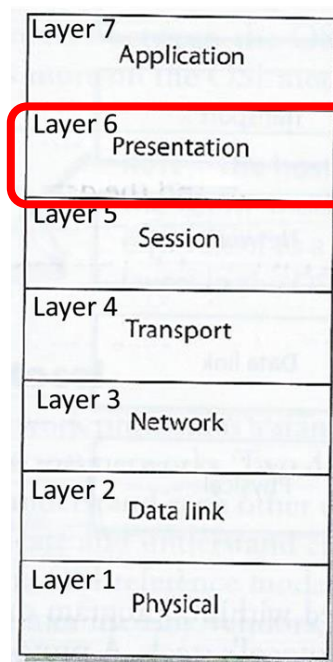 Layer 7
Application
Layer 6
Presentation
Layer 5
Session
Layer 4
Transport
Layer 3
Network
Layer 2
Data link
Layer 1
Physical